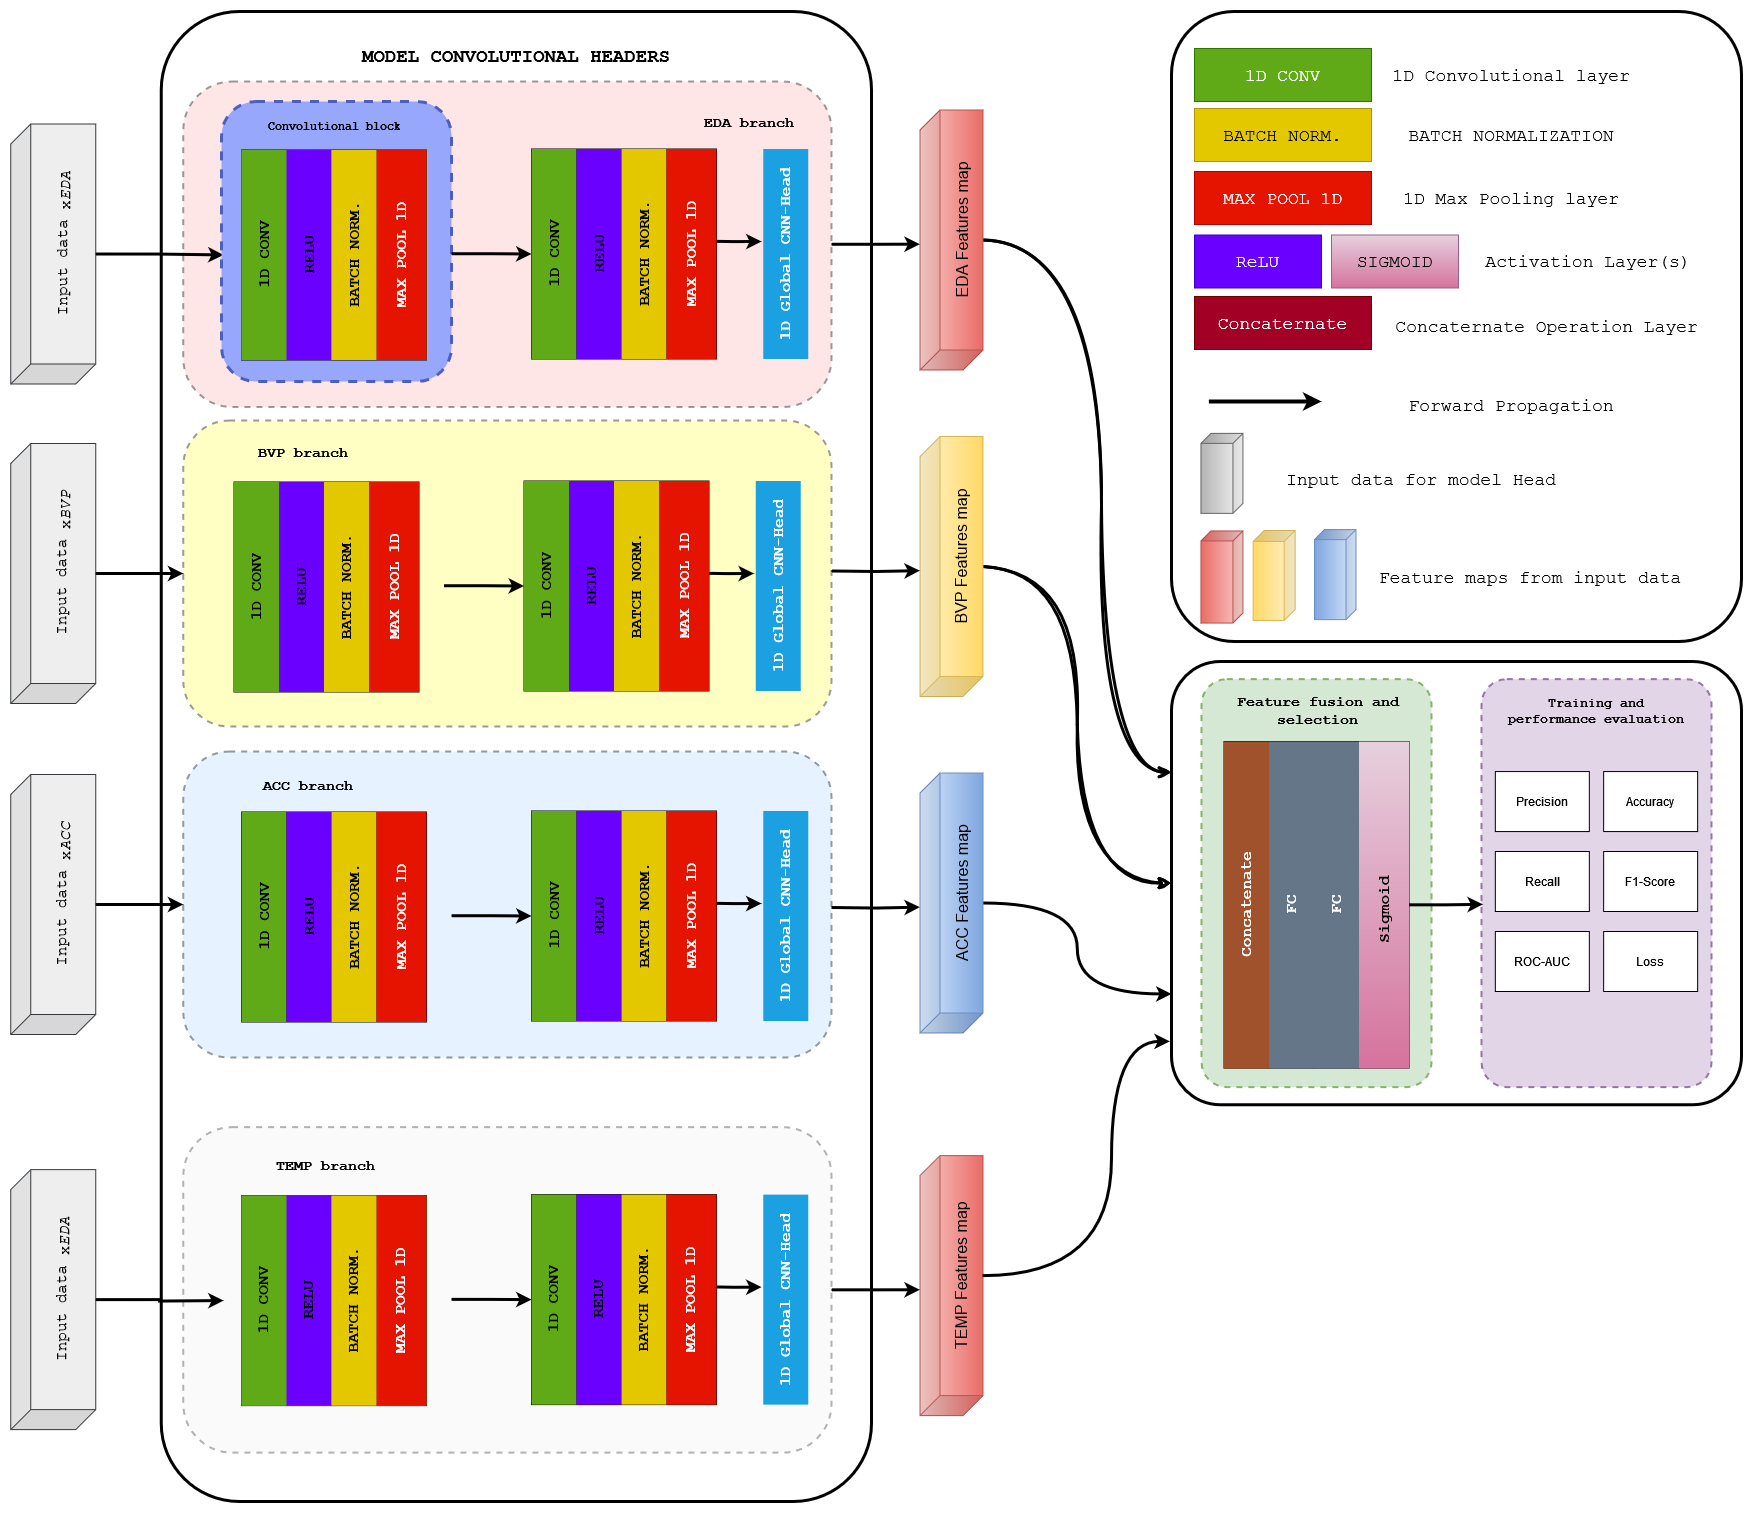 MODEL CONVOLUTIONAL HEADERS
Input data xEDA
Convolutional block
EDA branch
1D CONV
RELU
BATCH NORM.
MAX POOL 1D
1D CONV
RELU
BATCH NORM.
MAX POOL 1D
1D Global CNN-Head
EDA Features map
Input data xBVP
BVP branch
1D CONV
RELU
BATCH NORM.
MAX POOL 1D
1D CONV
RELU
BATCH NORM.
MAX POOL 1D
1D Global CNN-Head
BVP Features map
Input data xACC
ACC branch
1D CONV
RELU
BATCH NORM.
MAX POOL 1D
1D CONV
RELU
BATCH NORM.
MAX POOL 1D
1D Global CNN-Head
ACC Features map
Input data xEDA
TEMP branch
1D CONV
RELU
BATCH NORM.
MAX POOL 1D
1D CONV
RELU
BATCH NORM.
MAX POOL 1D
1D Global CNN-Head
TEMP Features map
1D CONV
1D Convolutional layer
BATCH NORM.
BATCH NORMALIZATION
MAX POOL 1D
1D Max Pooling layer
ReLU
SIGMOID
Activation Layer(s)
Concaternate
Concaternate Operation Layer
Forward Propagation
Input data for model Head
Feature maps from input data
Feature fusion and
selection
Concatenate
FC
FC
Sigmoid
Training and
performance evaluation
Precision
Accuracy
Recall
F1-Score
ROC-AUC
Loss